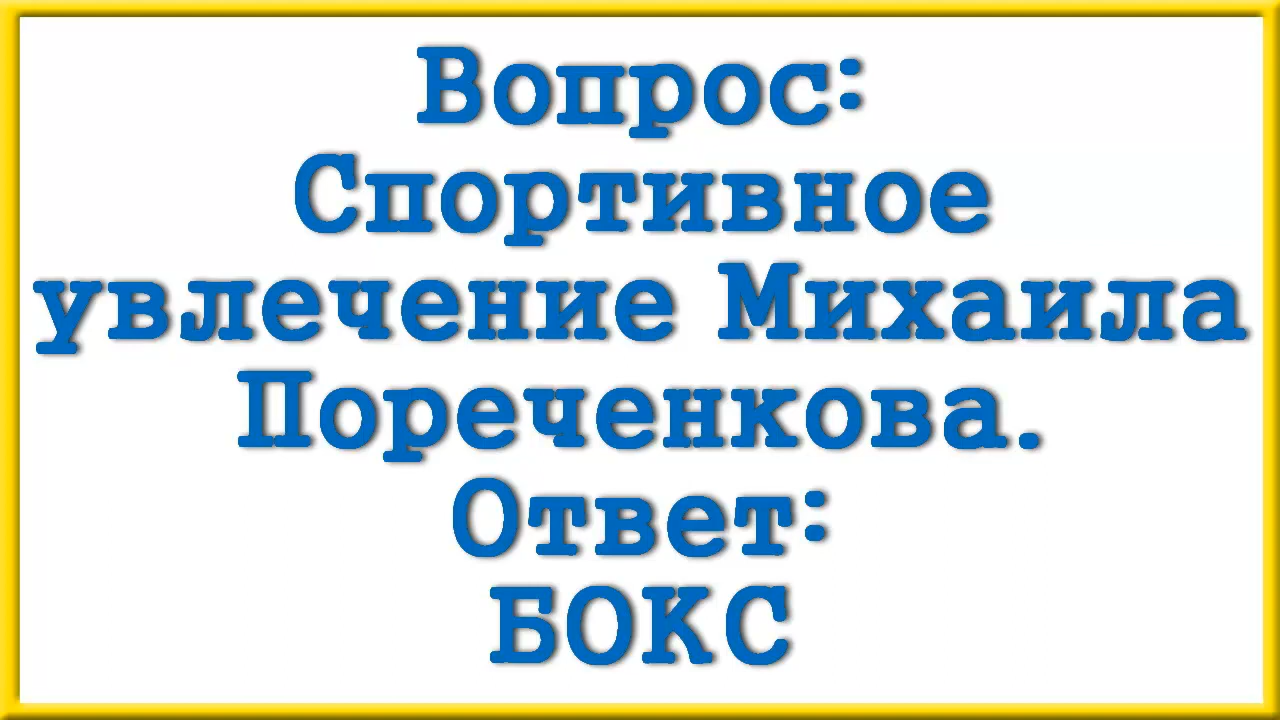 Вопрос:
Спортивное
увлечение Михаила
Пореченкова.
Ответ:
БОКС